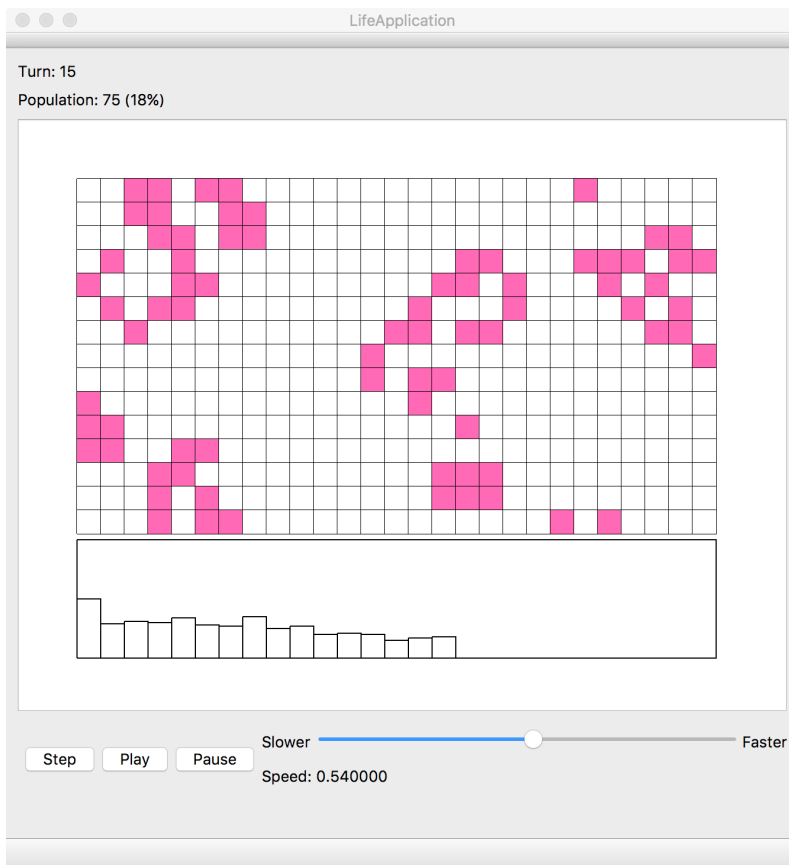 LifeApplication
Turn: 15
Population: 75 (18%)
Slower
Faster
Step
Play
Pause
Speed: 0.540000